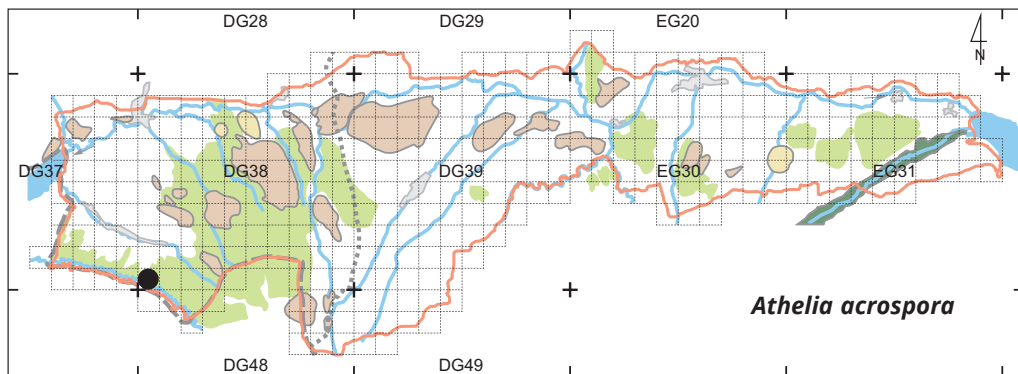 DG28 DG29 EG20
N
DG37 DG38 DG39 EG30 EG31
Athelia acrospora
DG48 DG49